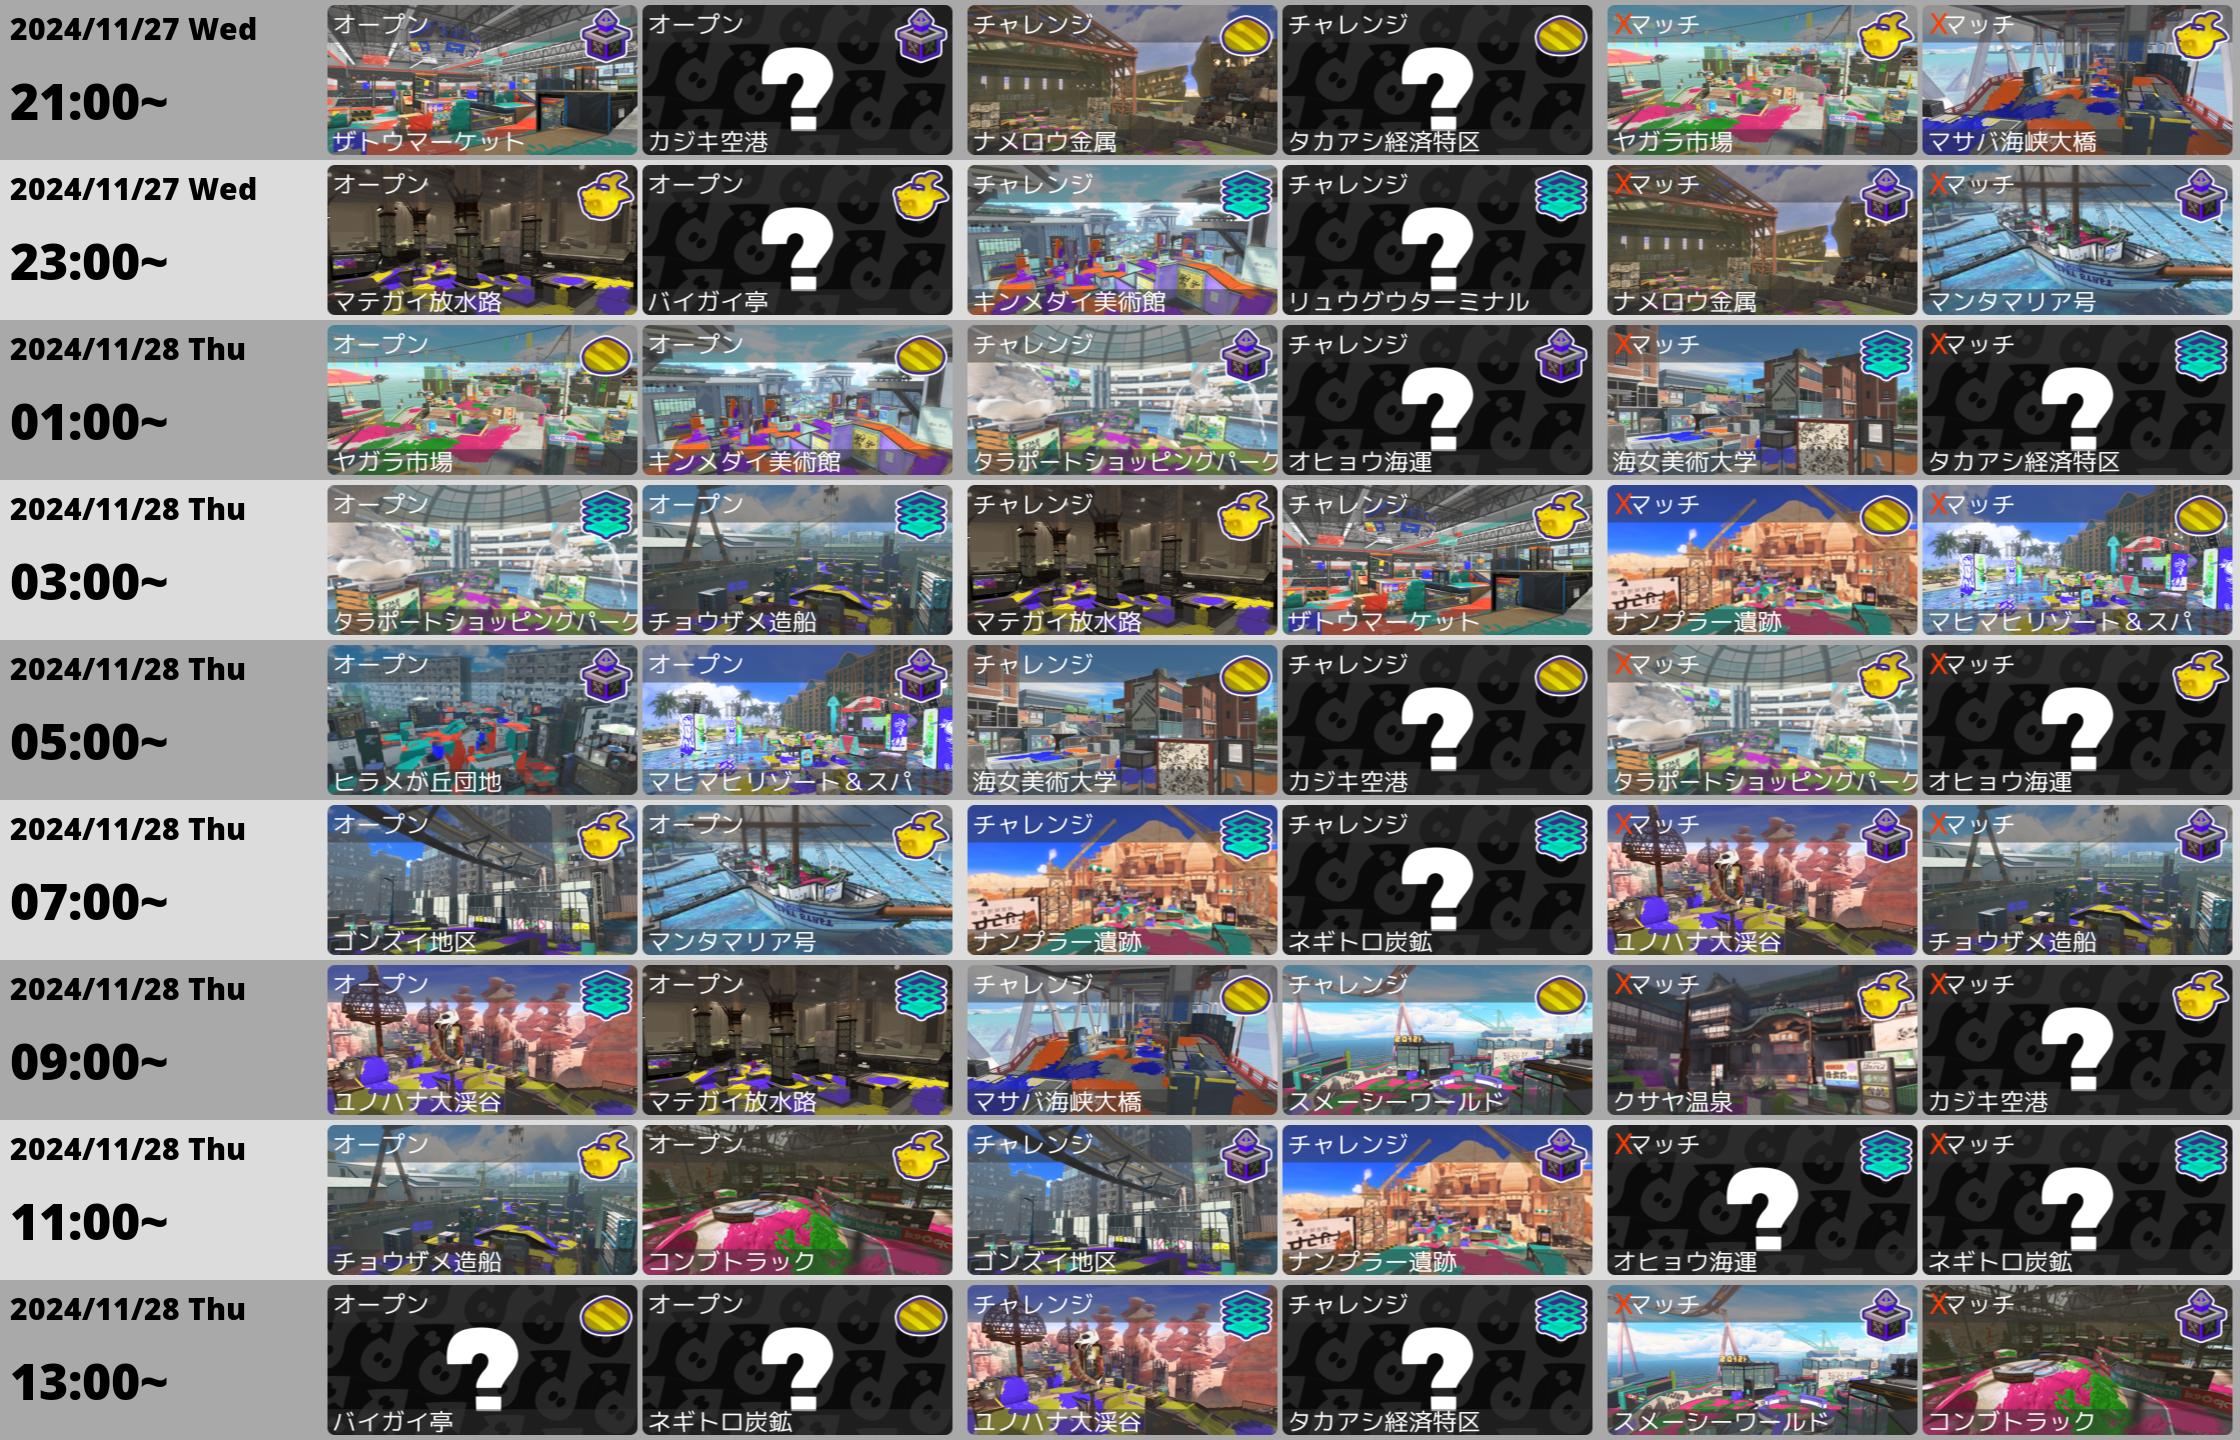 2024/11/27 Wed
21:00~
オープン
ザトウマーケット
オープン
カジキ空港
チャレンジ
ナメロウ金属
チャレンジ
タカアシ経済特区
Xマッチ
ヤガラ市場
Xマッチ
マサバ海峡大橋
2024/11/27 Wed
23:00~
オープン
マテガイ放水路
オープン
バイガイ亭
チャレンジ
キンメダイ美術館
チャレンジ
リュウグウターミナル
Xマッチ
ナメロウ金属
Xマッチ
マンタマリア号
2024/11/28 Thu
01:00~
オープン
ヤガラ市場
オープン
キンメダイ美術館
チャレンジ
タラポートショッピングパーク
チャレンジ
オヒョウ海運
Xマッチ
海女美術大学
Xマッチ
タカアシ経済特区
2024/11/28 Thu
03:00~
オープン
タラポートショッピングパーク
オープン
チョウザメ造船
チャレンジ
マテガイ放水路
チャレンジ
ザトウマーケット
Xマッチ
ナンプラー遺跡
Xマッチ
マヒマヒリゾート＆スパ
2024/11/28 Thu
05:00~
オープン
ヒラメが丘団地
オープン
マヒマヒリゾート＆スパ
チャレンジ
海女美術大学
チャレンジ
カジキ空港
Xマッチ
タラポートショッピングパーク
Xマッチ
オヒョウ海運
2024/11/28 Thu
07:00~
オープン
ゴンズイ地区
オープン
マンタマリア号
チャレンジ
ナンプラー遺跡
チャレンジ
ネギトロ炭鉱
Xマッチ
ユノハナ大渓谷
Xマッチ
チョウザメ造船
2024/11/28 Thu
09:00~
オープン
ユノハナ大渓谷
オープン
マテガイ放水路
チャレンジ
マサバ海峡大橋
チャレンジ
スメーシーワールド
Xマッチ
クサヤ温泉
Xマッチ
カジキ空港
2024/11/28 Thu
11:00~
オープン
チョウザメ造船
オープン
コンブトラック
チャレンジ
ゴンズイ地区
チャレンジ
ナンプラー遺跡
Xマッチ
オヒョウ海運
Xマッチ
ネギトロ炭鉱
2024/11/28 Thu
13:00~
オープン
バイガイ亭
オープン
ネギトロ炭鉱
チャレンジ
ユノハナ大渓谷
チャレンジ
タカアシ経済特区
Xマッチ
スメーシーワールド
Xマッチ
コンブトラック